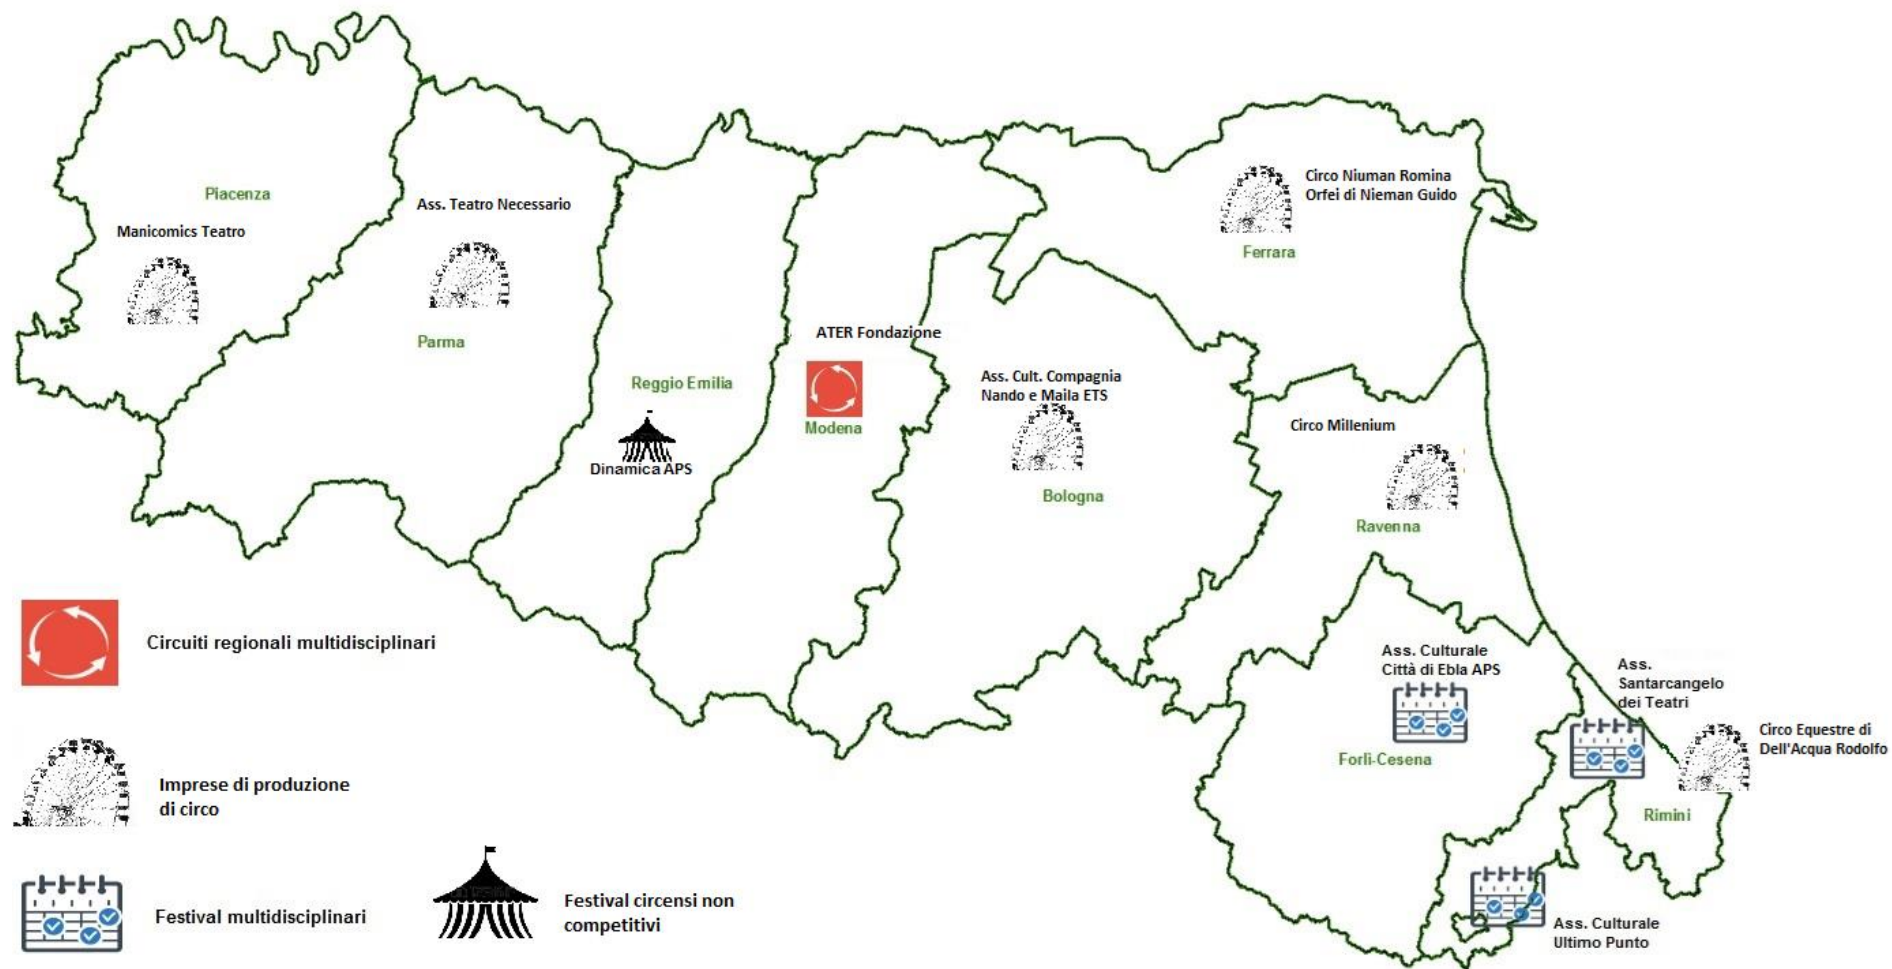 Piacenza
Manicomics Teatro
Ass. Teatro Necessario
Parma
Reggio Emilia
Dinamica APS
ATER Fondazione
Modena
Ass. Cult. Compagnia
Nando e Maila ETS
Bologna
Circo Niuman Romina
Orfei di Nieman Guido
Ferrara
Circo Millenium
Ravenna
Ass. Culturale
Città di Ebla APS
Forlì-Cesena
Ass.
Santarcangelo
dei Teatri
Circo Equestre di
Dell'Acqua Rodolfo
Rimini
Ass. Culturale
Ultimo Punto
Circuiti regionali multidisciplinari
Imprese di produzione
di circo
Festival multidisciplinari
Festival circensi non
competitivi